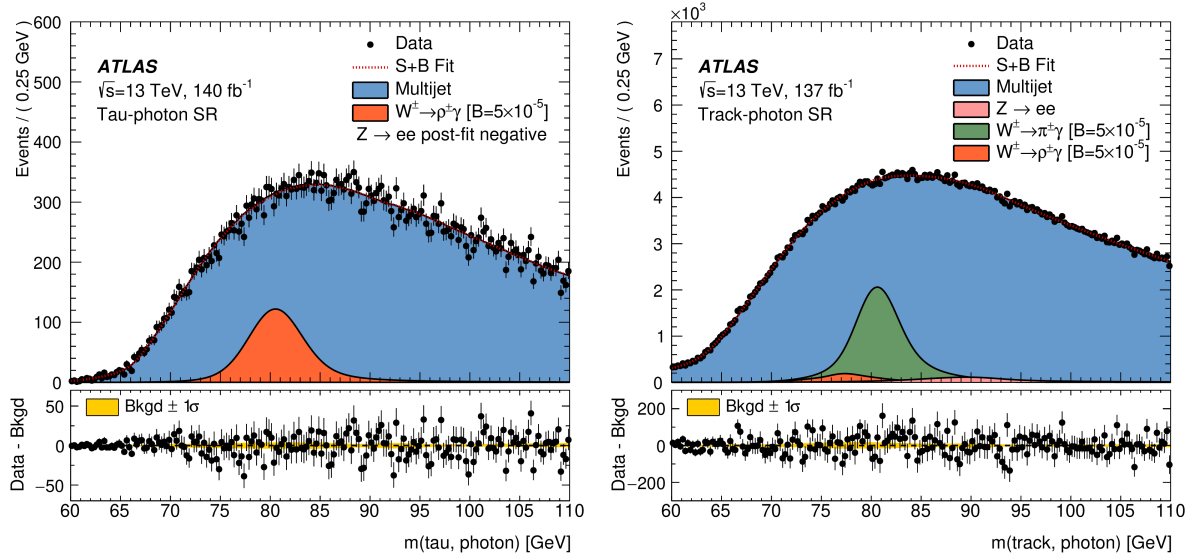 Events / ( 0.25 GeV )
600
500
400
300
200
100
0
ATLAS
√s=13 TeV, 140 fb⁻¹
Tau-photon SR
Data
S+B Fit
Multijet
W±→ρ±γ [B=5×10⁻⁵]
Z → ee post-fit negative
Data - Bkgd
50
0
−50
Bkgd ± 1σ
60 65 70 75 80 85 90 95 100 105 110
m(tau, photon) [GeV]
×10³
Events / ( 0.25 GeV )
7
6
5
4
3
2
1
0
ATLAS
√s=13 TeV, 137 fb⁻¹
Track-photon SR
Data
S+B Fit
Multijet
Z → ee
W±→π±γ [B=5×10⁻⁵]
W±→ρ±γ [B=5×10⁻⁵]
Data - Bkgd
200
0
−200
Bkgd ± 1σ
60 65 70 75 80 85 90 95 100 105 110
m(track, photon) [GeV]